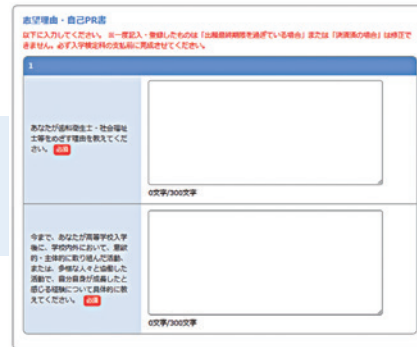 志望理由・自己PR書
以下に入力してください。 ※一度記入・登録したものは「出願最終期間を過ぎている場合」または「決済済の場合」は修正で
きません。必ず入学検定料の支払前に完成させてください。
1
あなたが歯科衛生士・社会福祉
士等をめざす理由を教えてくだ
さい。 必須
0文字/300文字
今まで、あなたが高等学校入学
後に、学校内外において、意欲
的・主体的に取り組んだ活動、
または、多様な人々と協働した
活動で、自分自身が成長したと
感じる経験について具体的に教
えてください。 必須
0文字/300文字